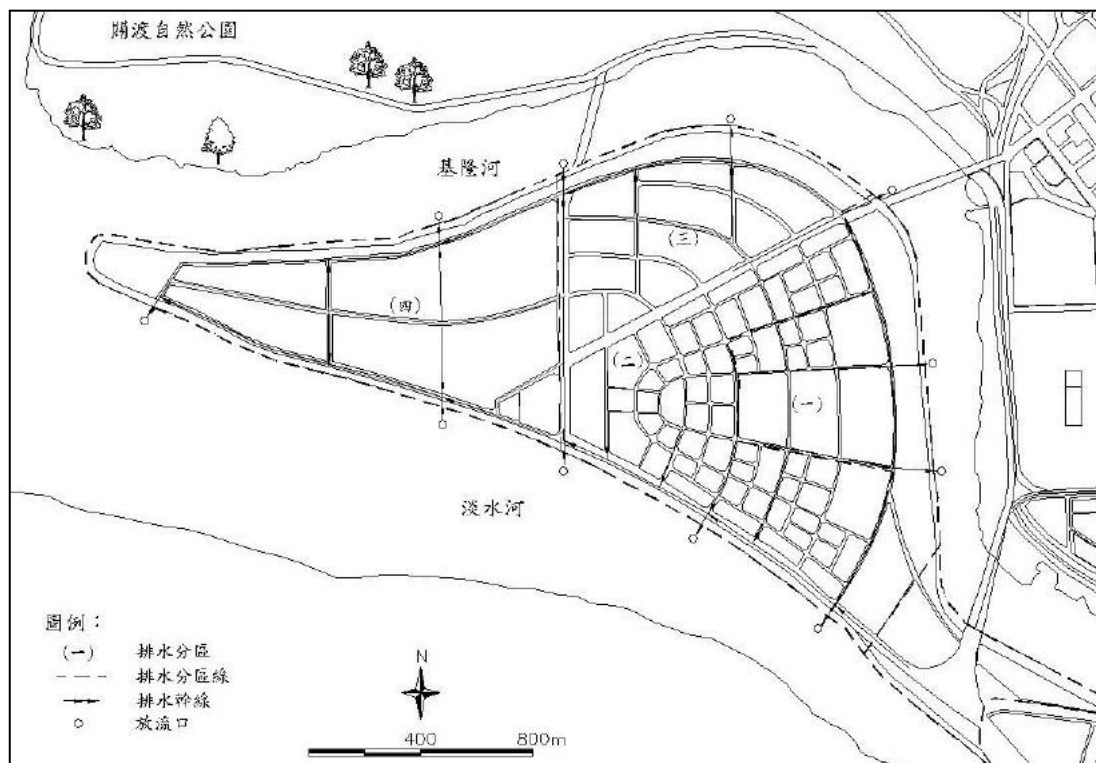 關渡自然公園
基隆河
(三)
(四)
(二)
(一)
淡水河
圖例：
(一) 排水分區
排水分區線
排水幹線
放流口
N
400 800m